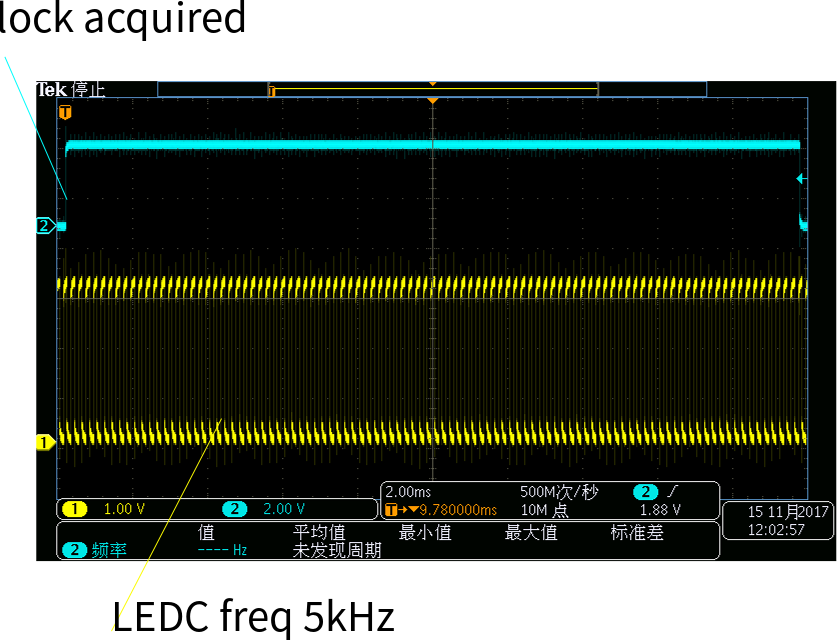 lock acquired
Tek 停止
T
T
2
1
1 1.00 V 2 2.00 V
2.00ms 500M次/秒 2
T→▼9.780000ms 10M 点 1.88 V
值 平均值 最小值 最大值 标准差
2 频率 ---- Hz 未发现周期
15 11月2017
12:02:57
LEDC freq 5kHz